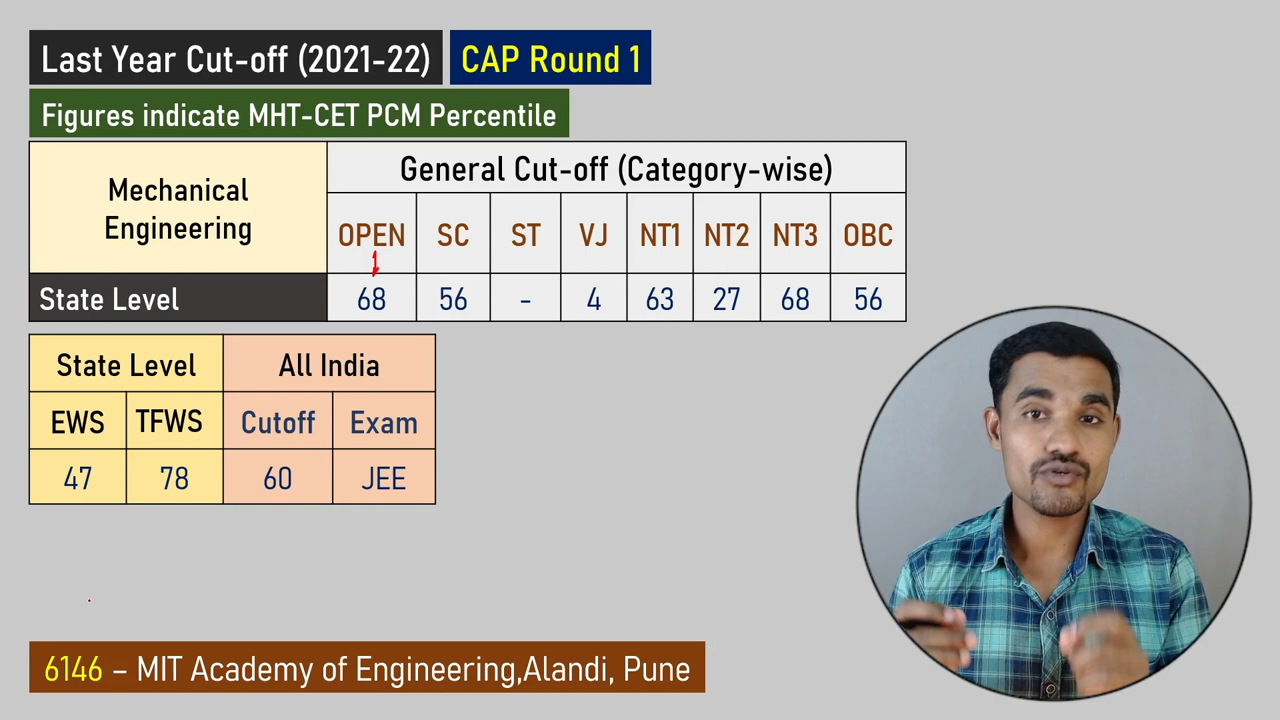 Last Year Cut-off (2021-22) CAP Round 1
Figures indicate MHT-CET PCM Percentile
Mechanical Engineering
General Cut-off (Category-wise)
OPEN SC ST VJ NT1 NT2 NT3 OBC
State Level 68 56 - 4 63 27 68 56
State Level All India
EWS TFWS Cutoff Exam
47 78 60 JEE
6146 – MIT Academy of Engineering,Alandi, Pune